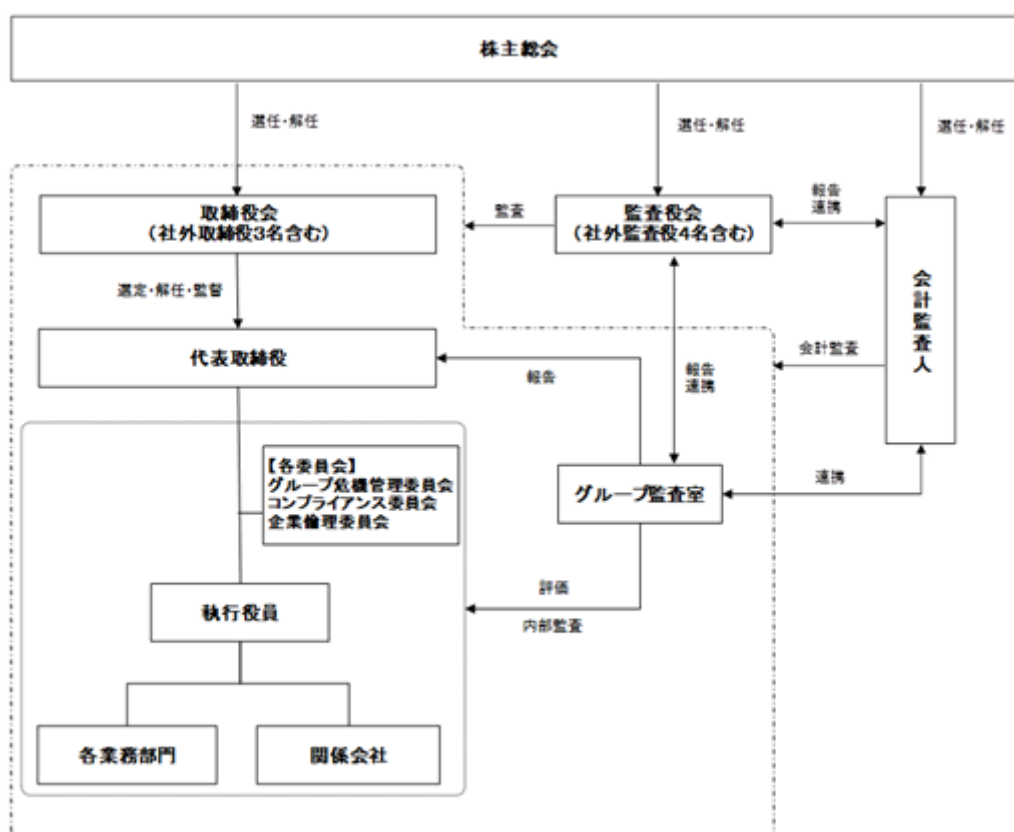 株主総会
選任・解任
選任・解任
選任・解任
取締役会
(社外取締役3名含む)
監査
監査役会
(社外監査役4名含む)
報告
連携
会計監査人
選定・解任・監督
代表取締役
報告
報告
連携
会計監査
【各委員会】
グループ危機管理委員会
コンプライアンス委員会
企業倫理委員会
グループ監査室
連携
執行役員
評価
内部監査
各業務部門
関係会社